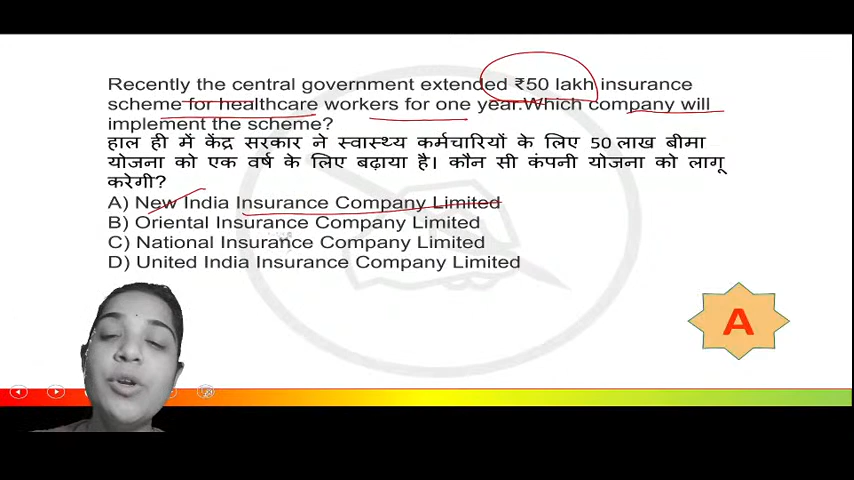 Recently the central government extended ₹50 lakh insurance
scheme for healthcare workers for one year.Which company will
implement the scheme?
हाल ही में केंद्र सरकार ने स्वास्थ्य कर्मचारियों के लिए 50 लाख बीमा
योजना को एक वर्ष के लिए बढ़ाया है। कौन सी कंपनी योजना को लागू
करेगी?
A) New India Insurance Company Limited
B) Oriental Insurance Company Limited
C) National Insurance Company Limited
D) United India Insurance Company Limited
A